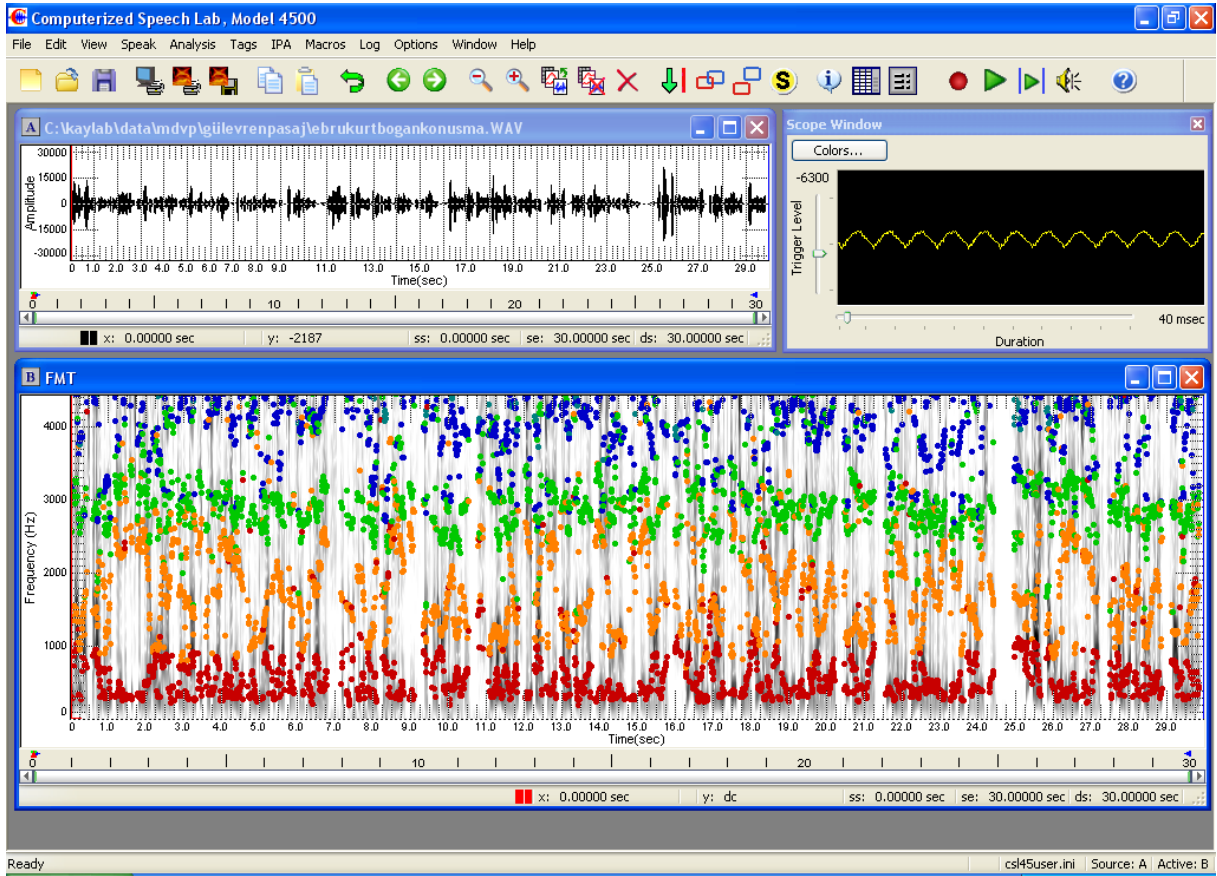 Computerized Speech Lab, Model 4500
File Edit View Speak Analysis Tags IPA Macros Log Options Window Help
S
A C:\kaylab\data\mdvp\gülevrenpasaj\ebrukurtbogankonusma.WAV
30000
15000
0
-15000
-30000
Amplitude
0 1.0 2.0 3.0 4.0 5.0 6.0 7.0 8.0 9.0 11.0 13.0 15.0 17.0 19.0 21.0 23.0 25.0 27.0 29.0
Time(sec)
0 10 20 30
x: 0.00000 sec y: -2187 ss: 0.00000 sec se: 30.00000 sec ds: 30.00000 sec
Scope Window
Colors...
-6300
Trigger Level
40 msec
Duration
B FMT
4000
3000
2000
1000
0
Frequency (Hz)
0 1.0 2.0 3.0 4.0 5.0 6.0 7.0 8.0 9.0 10.0 11.0 12.0 13.0 14.0 15.0 16.0 17.0 18.0 19.0 20.0 21.0 22.0 23.0 24.0 25.0 26.0 27.0 28.0 29.0
Time(sec)
0 10 20 30
x: 0.00000 sec y: dc ss: 0.00000 sec se: 30.00000 sec ds: 30.00000 sec
Ready csl45user.ini Source: A Active: B